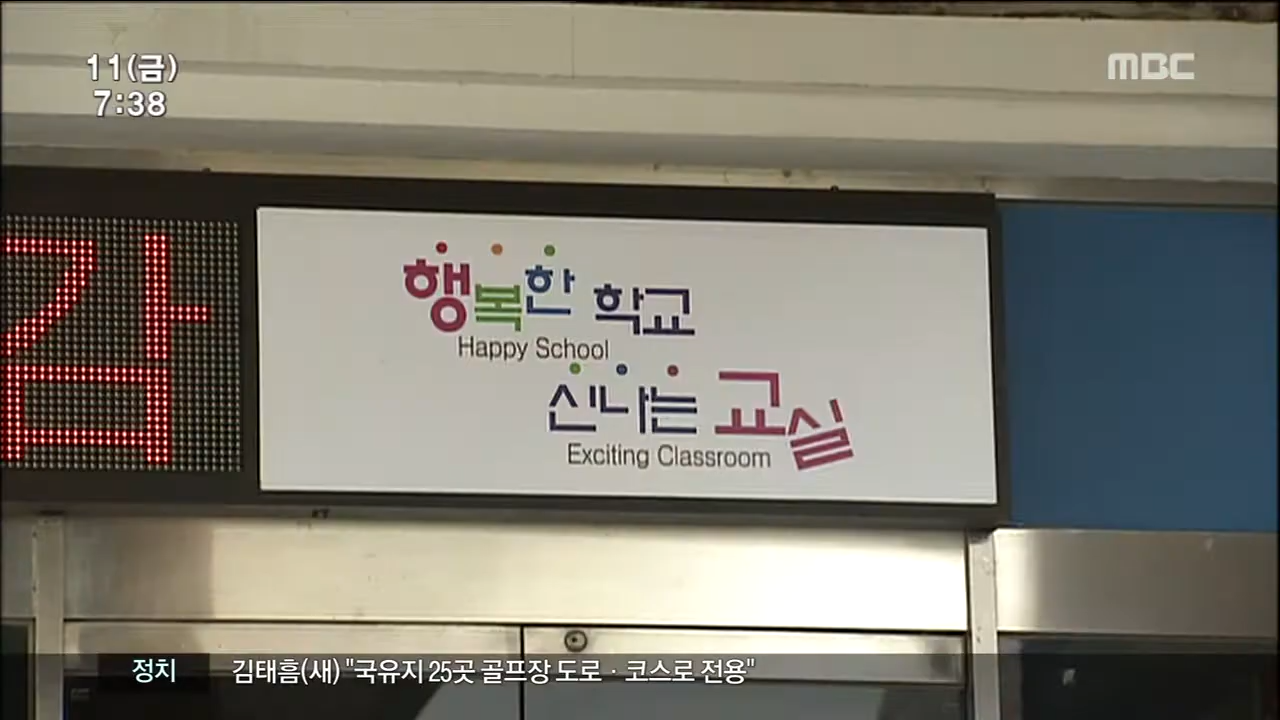 11(금)
7:38
MBC
감
행복한 학교
Happy School
신나는 교실
Exciting Classroom
정치 김태흠(새) "국유지 25곳 골프장 도로·코스로 전용"